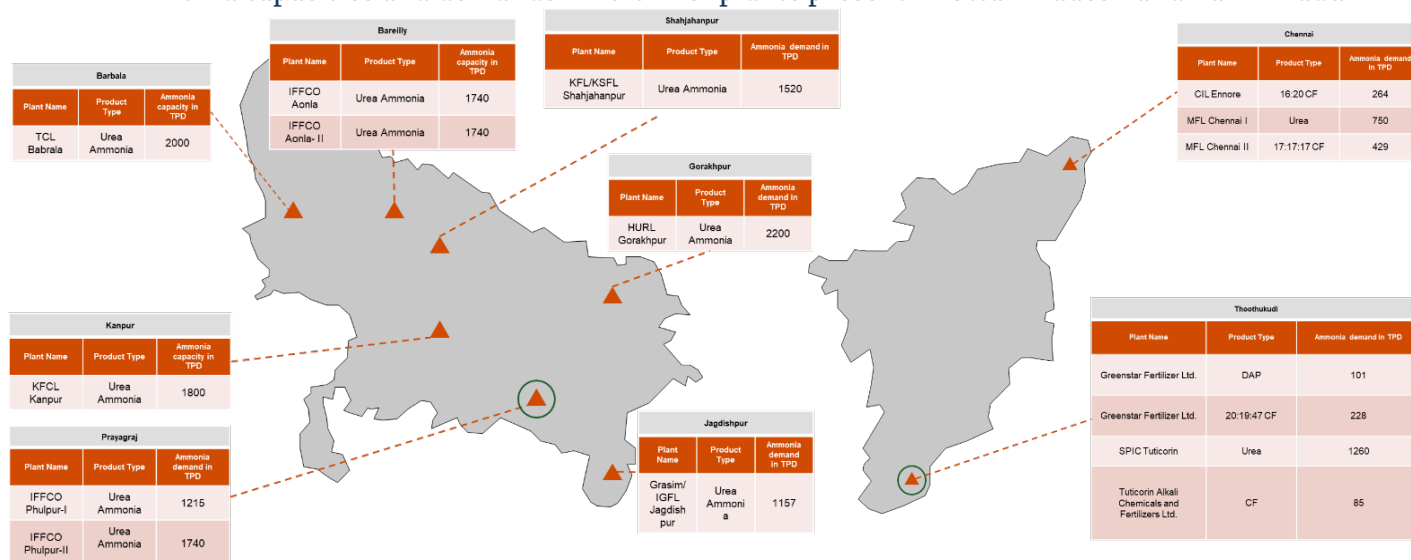 Barbala
Plant Name Product Type Ammonia capacity in TPD
TCL Babrala Urea Ammonia 2000
Bareilly
Plant Name Product Type Ammonia capacity in TPD
IFFCO Aonla Urea Ammonia 1740
IFFCO Aonla- II Urea Ammonia 1740
Shahjahanpur
Plant Name Product Type Ammonia demand in TPD
KFL/KSFL Shahjahanpur Urea Ammonia 1520
Gorakhpur
Plant Name Product Type Ammonia demand in TPD
HURL Gorakhpur Urea Ammonia 2200
Kanpur
Plant Name Product Type Ammonia capacity in TPD
KFCL Kanpur Urea Ammonia 1800
Prayagraj
Plant Name Product Type Ammonia demand in TPD
IFFCO Phulpur-I Urea Ammonia 1215
IFFCO Phulpur-II Urea Ammonia 1740
Jagdishpur
Plant Name Product Type Ammonia demand in TPD
Grasim/ IGFL Jagdish pur Urea Ammoni a 1157
Chennai
Plant Name Product Type Ammonia demand in TPD
CIL Ennore 16:20 CF 264
MFL Chennai I Urea 750
MFL Chennai II 17:17:17 CF 429
Thoothukudi
Plant Name Product Type Ammonia demand in TPD
Greenstar Fertilizer Ltd. DAP 101
Greenstar Fertilizer Ltd. 20:19:47 CF 228
SPIC Tuticorin Urea 1260
Tuticorin Alkali Chemicals and Fertilizers Ltd. CF 85